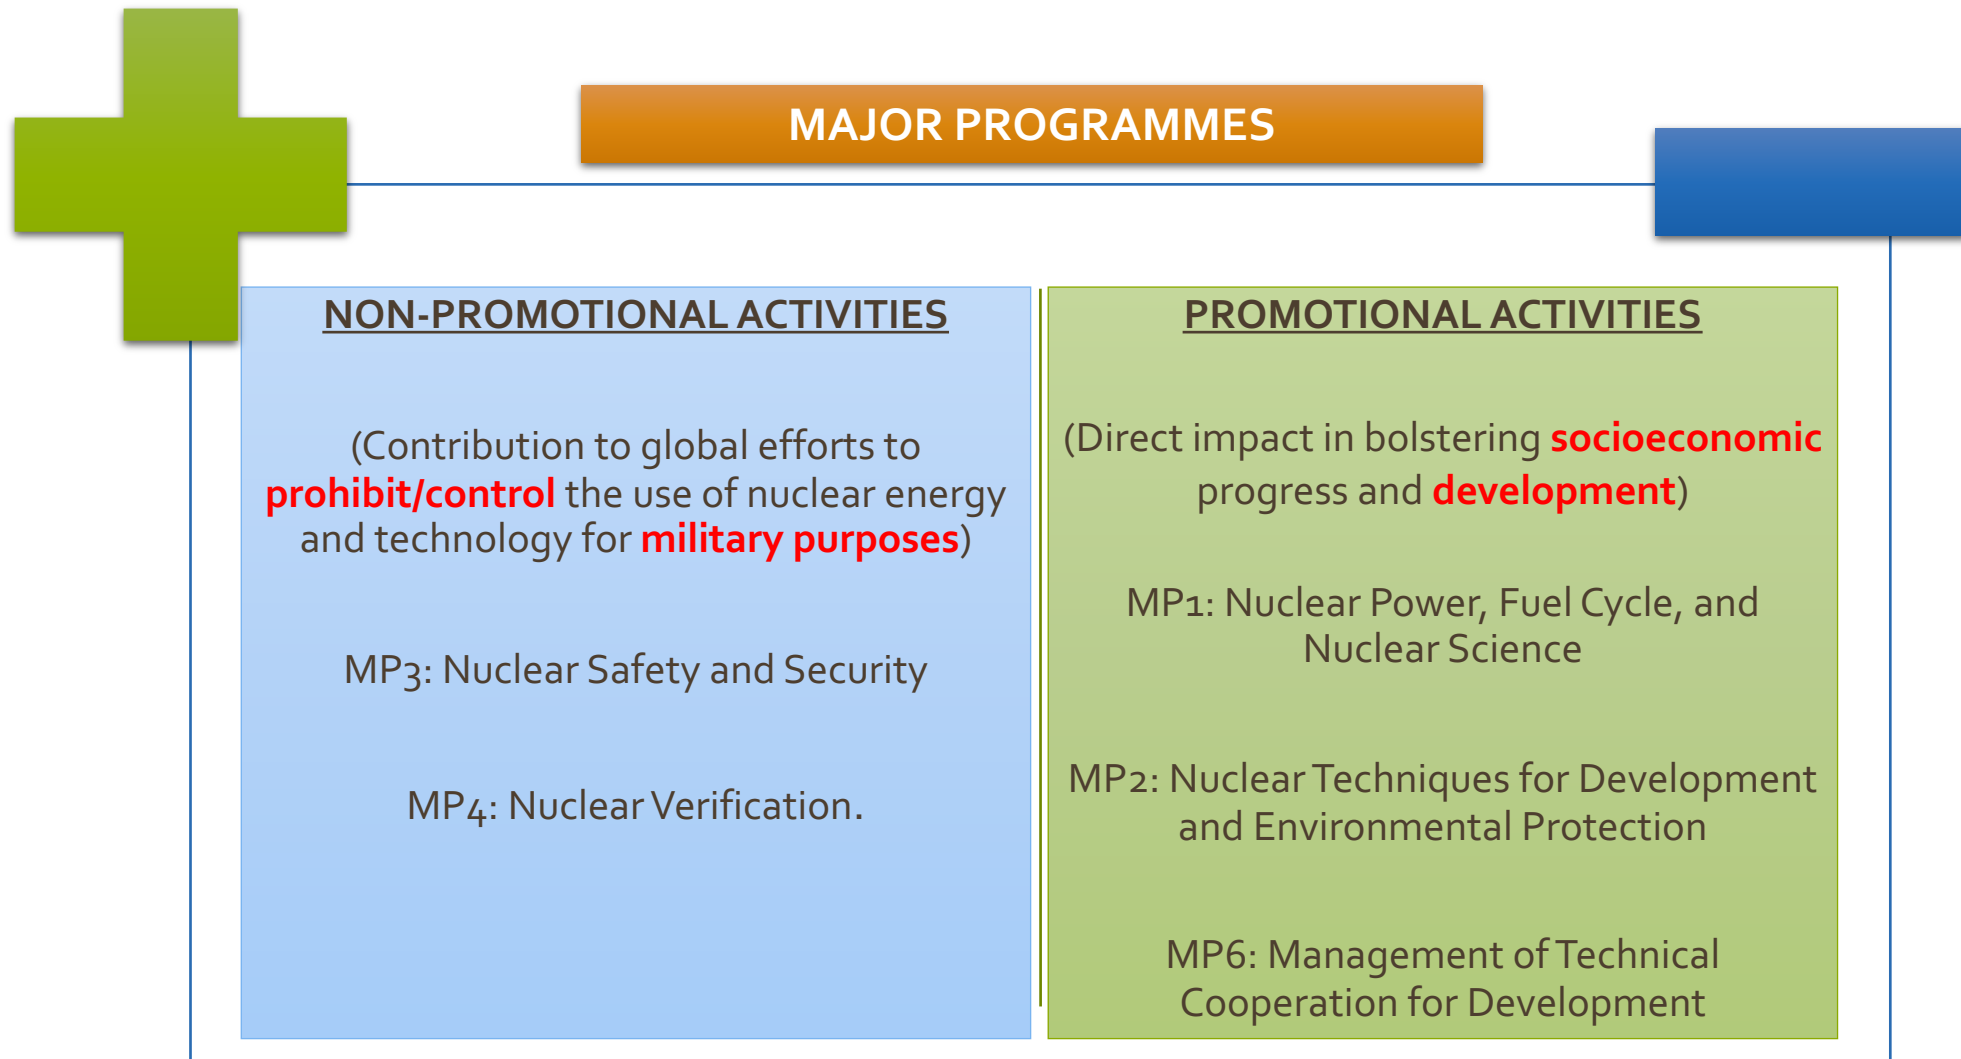 MAJOR PROGRAMMES
NON-PROMOTIONAL ACTIVITIES
(Contribution to global efforts to
prohibit/control the use of nuclear energy
and technology for military purposes)
MP3: Nuclear Safety and Security
MP4: Nuclear Verification.
PROMOTIONAL ACTIVITIES
(Direct impact in bolstering socioeconomic
progress and development)
MP1: Nuclear Power, Fuel Cycle, and
Nuclear Science
MP2: Nuclear Techniques for Development
and Environmental Protection
MP6: Management of Technical
Cooperation for Development